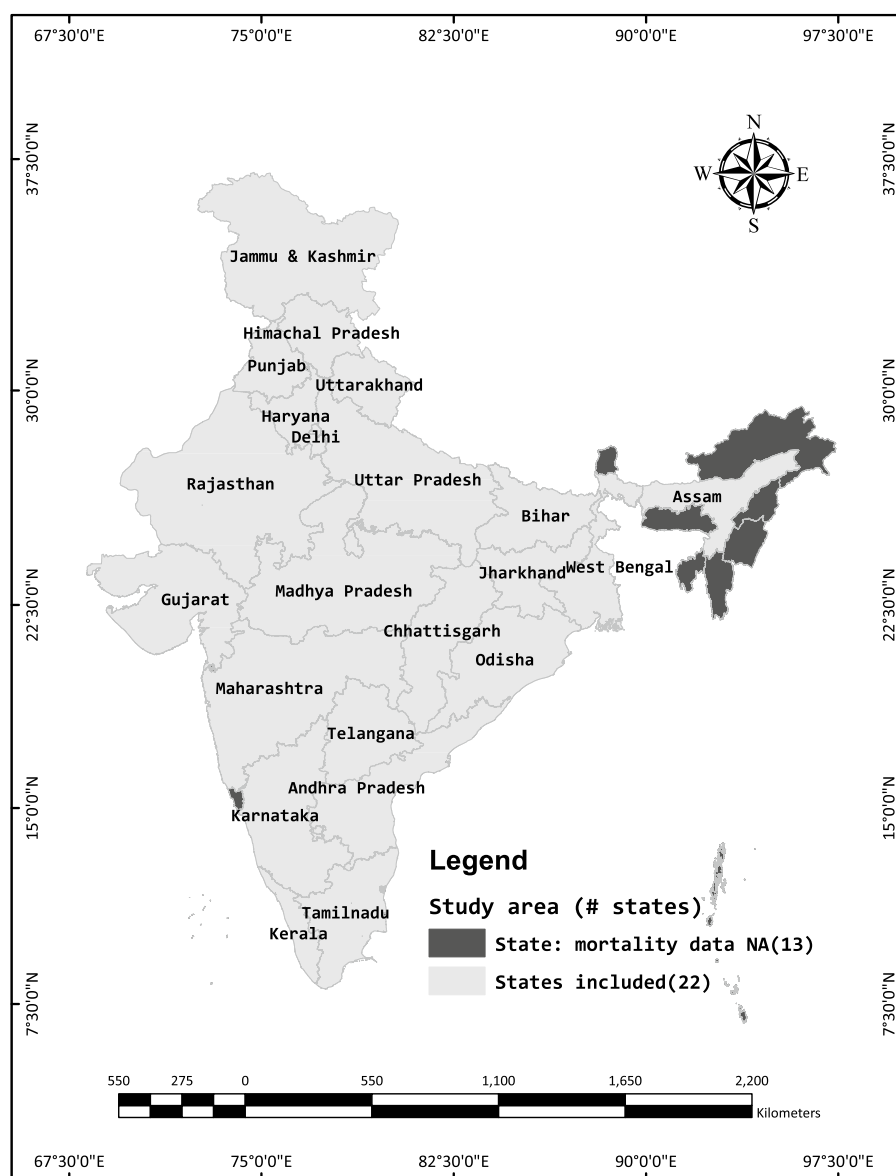 67°30'0"E 75°0'0"E 82°30'0"E 90°0'0"E 97°30'0"E
37°30'0"N
37°30'0"N
N
W E
S
Jammu & Kashmir
Himachal Pradesh
Punjab
Uttarakhand
30°0'0"N
30°0'0"N
Haryana
Delhi
Rajasthan
Uttar Pradesh
Assam
Bihar
Jharkhand
West Bengal
Madhya Pradesh
Gujarat
22°30'0"N
22°30'0"N
Chhattisgarh
Odisha
Maharashtra
Telangana
Andhra Pradesh
15°0'0"N
15°0'0"N
Karnataka
Legend
Study area (# states)
Tamilnadu
Kerala
State: mortality data NA(13)
States included(22)
7°30'0"N
7°30'0"N
550 275 0 550 1,100 1,650 2,200
Kilometers
67°30'0"E 75°0'0"E 82°30'0"E 90°0'0"E 97°30'0"E